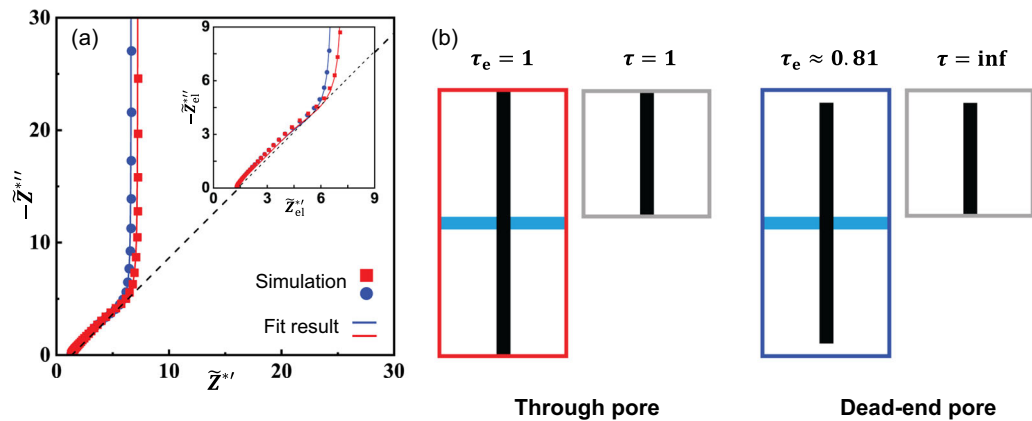 (a)
30
20
10
0
0
10
20
30
−Z̃*′′
Z̃*′
9
6
3
0
0
3
6
9
−Z̃*′′el
Z̃*′el
Simulation
Fit result
(b)
τe = 1
τ = 1
τe ≈ 0.81
τ = inf
Through pore
Dead-end pore